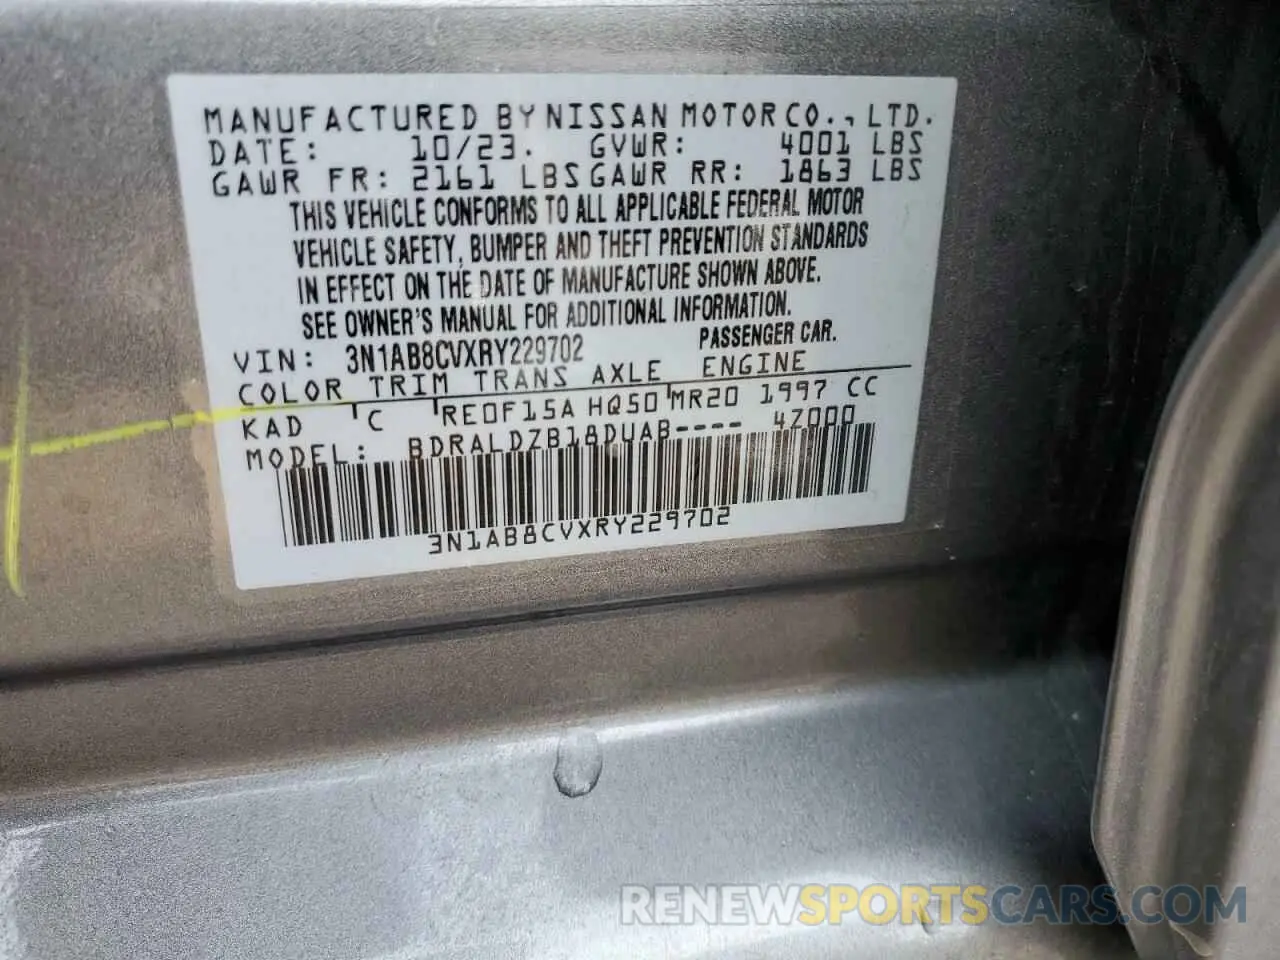 MANUFACTURED BY NISSAN MOTOR CO., LTD.
DATE: 10/23. GVWR: 4001 LBS
GAWR FR: 2161 LBS GAWR RR: 1863 LBS
THIS VEHICLE CONFORMS TO ALL APPLICABLE FEDERAL MOTOR
VEHICLE SAFETY, BUMPER AND THEFT PREVENTION STANDARDS
IN EFFECT ON THE DATE OF MANUFACTURE SHOWN ABOVE.
SEE OWNER'S MANUAL FOR ADDITIONAL INFORMATION.
VIN: 3N1AB8CVXRY229702 PASSENGER CAR.
COLOR TRIM TRANS AXLE ENGINE
KAD C RE0F15A HQ50 MR20 1997 CC
MODEL: BDRALDZB18DUAB---- 4Z000
3N1AB8CVXRY229702
RENEWSPORTSCARS.COM